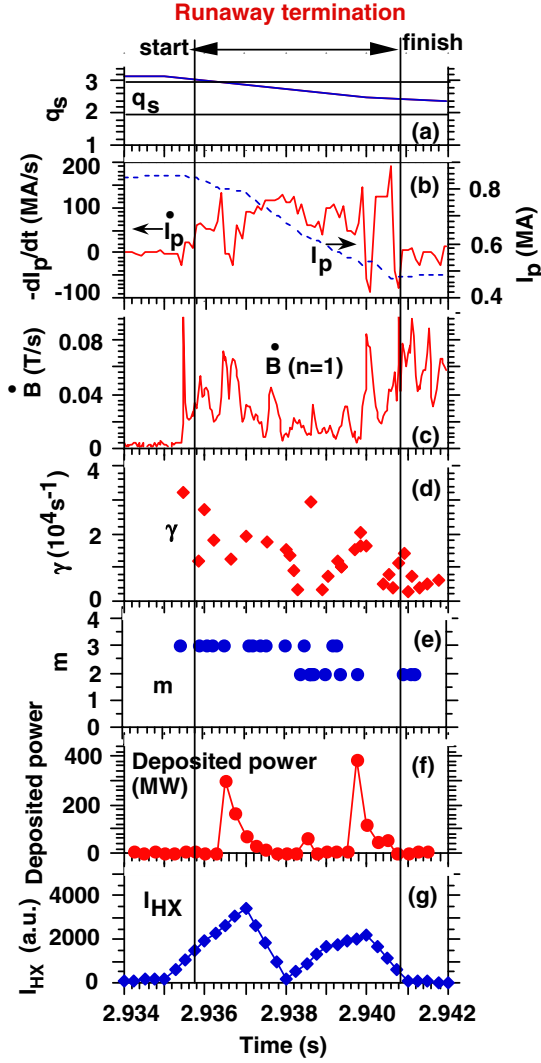 Runaway termination
start finish
3
2
1
q_s
q_s
(a)
200
100
0
-100
-dI_p/dt (MA/s)
İ_p
I_p
(b)
0.8
0.6
0.4
I_p (MA)
0.08
0.04
0
Ḃ (T/s)
Ḃ (n=1)
(c)
4
2
0
γ (10⁴s⁻¹)
γ
(d)
4
3
2
1
0
m
m
(e)
400
200
0
Deposited power
Deposited power
(MW)
(f)
4000
2000
0
I_HX (a.u.)
I_HX
(g)
2.934 2.936 2.938 2.940 2.942
Time (s)